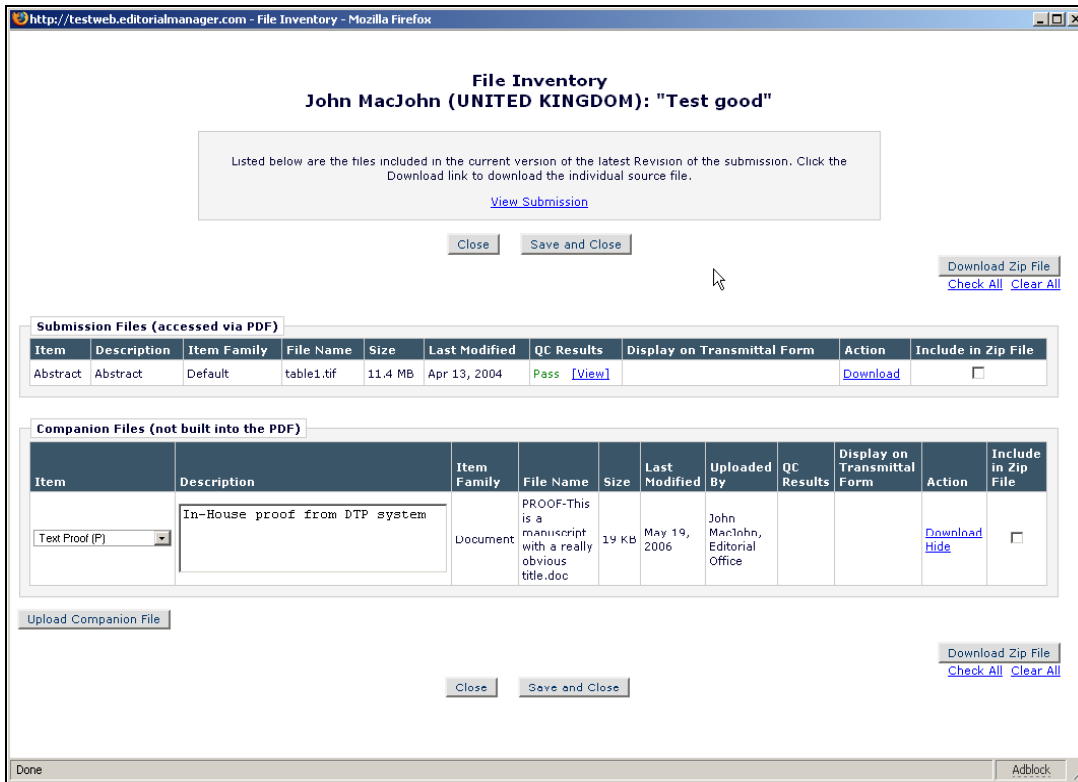 http://testweb.editorialmanager.com - File Inventory - Mozilla Firefox
File Inventory
John MacJohn (UNITED KINGDOM): "Test good"
Listed below are the files included in the current version of the latest Revision of the submission. Click the
Download link to download the individual source file.
View Submission
Close Save and Close
Download Zip File
Check All Clear All
Submission Files (accessed via PDF)
Item Description Item Family File Name Size Last Modified QC Results Display on Transmittal Form Action Include in Zip File
Abstract Abstract Default table1.tif 11.4 MB Apr 13, 2004 Pass [View] Download
Companion Files (not built into the PDF)
Item Description Item Family File Name Size Last Modified Uploaded By QC Results Display on Transmittal Form Action Include in Zip File
Text Proof (P) In-House proof from DTP system Document PROOF-This is a manuscript with a really obvious title.doc 19 KB May 19, 2006 John MacJohn, Editorial Office Download Hide
Upload Companion File
Download Zip File
Check All Clear All
Close Save and Close
Done Adblock